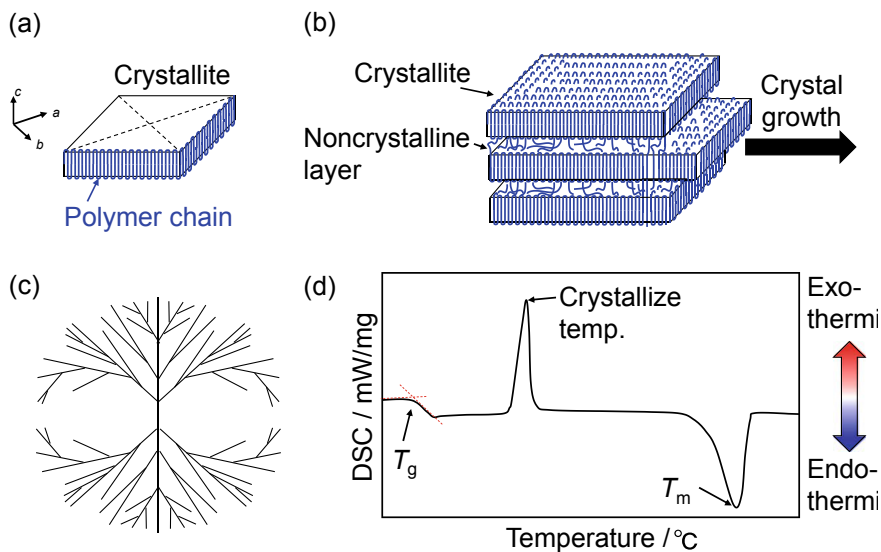 (a)
Crystallite
c
a
b
Polymer chain
(b)
Crystallite
Noncrystalline
layer
Crystal
growth
(c)
(d)
Crystallize
temp.
Tg
Tm
DSC / mW/mg
Temperature / °C
Exo-
thermi
Endo-
thermi